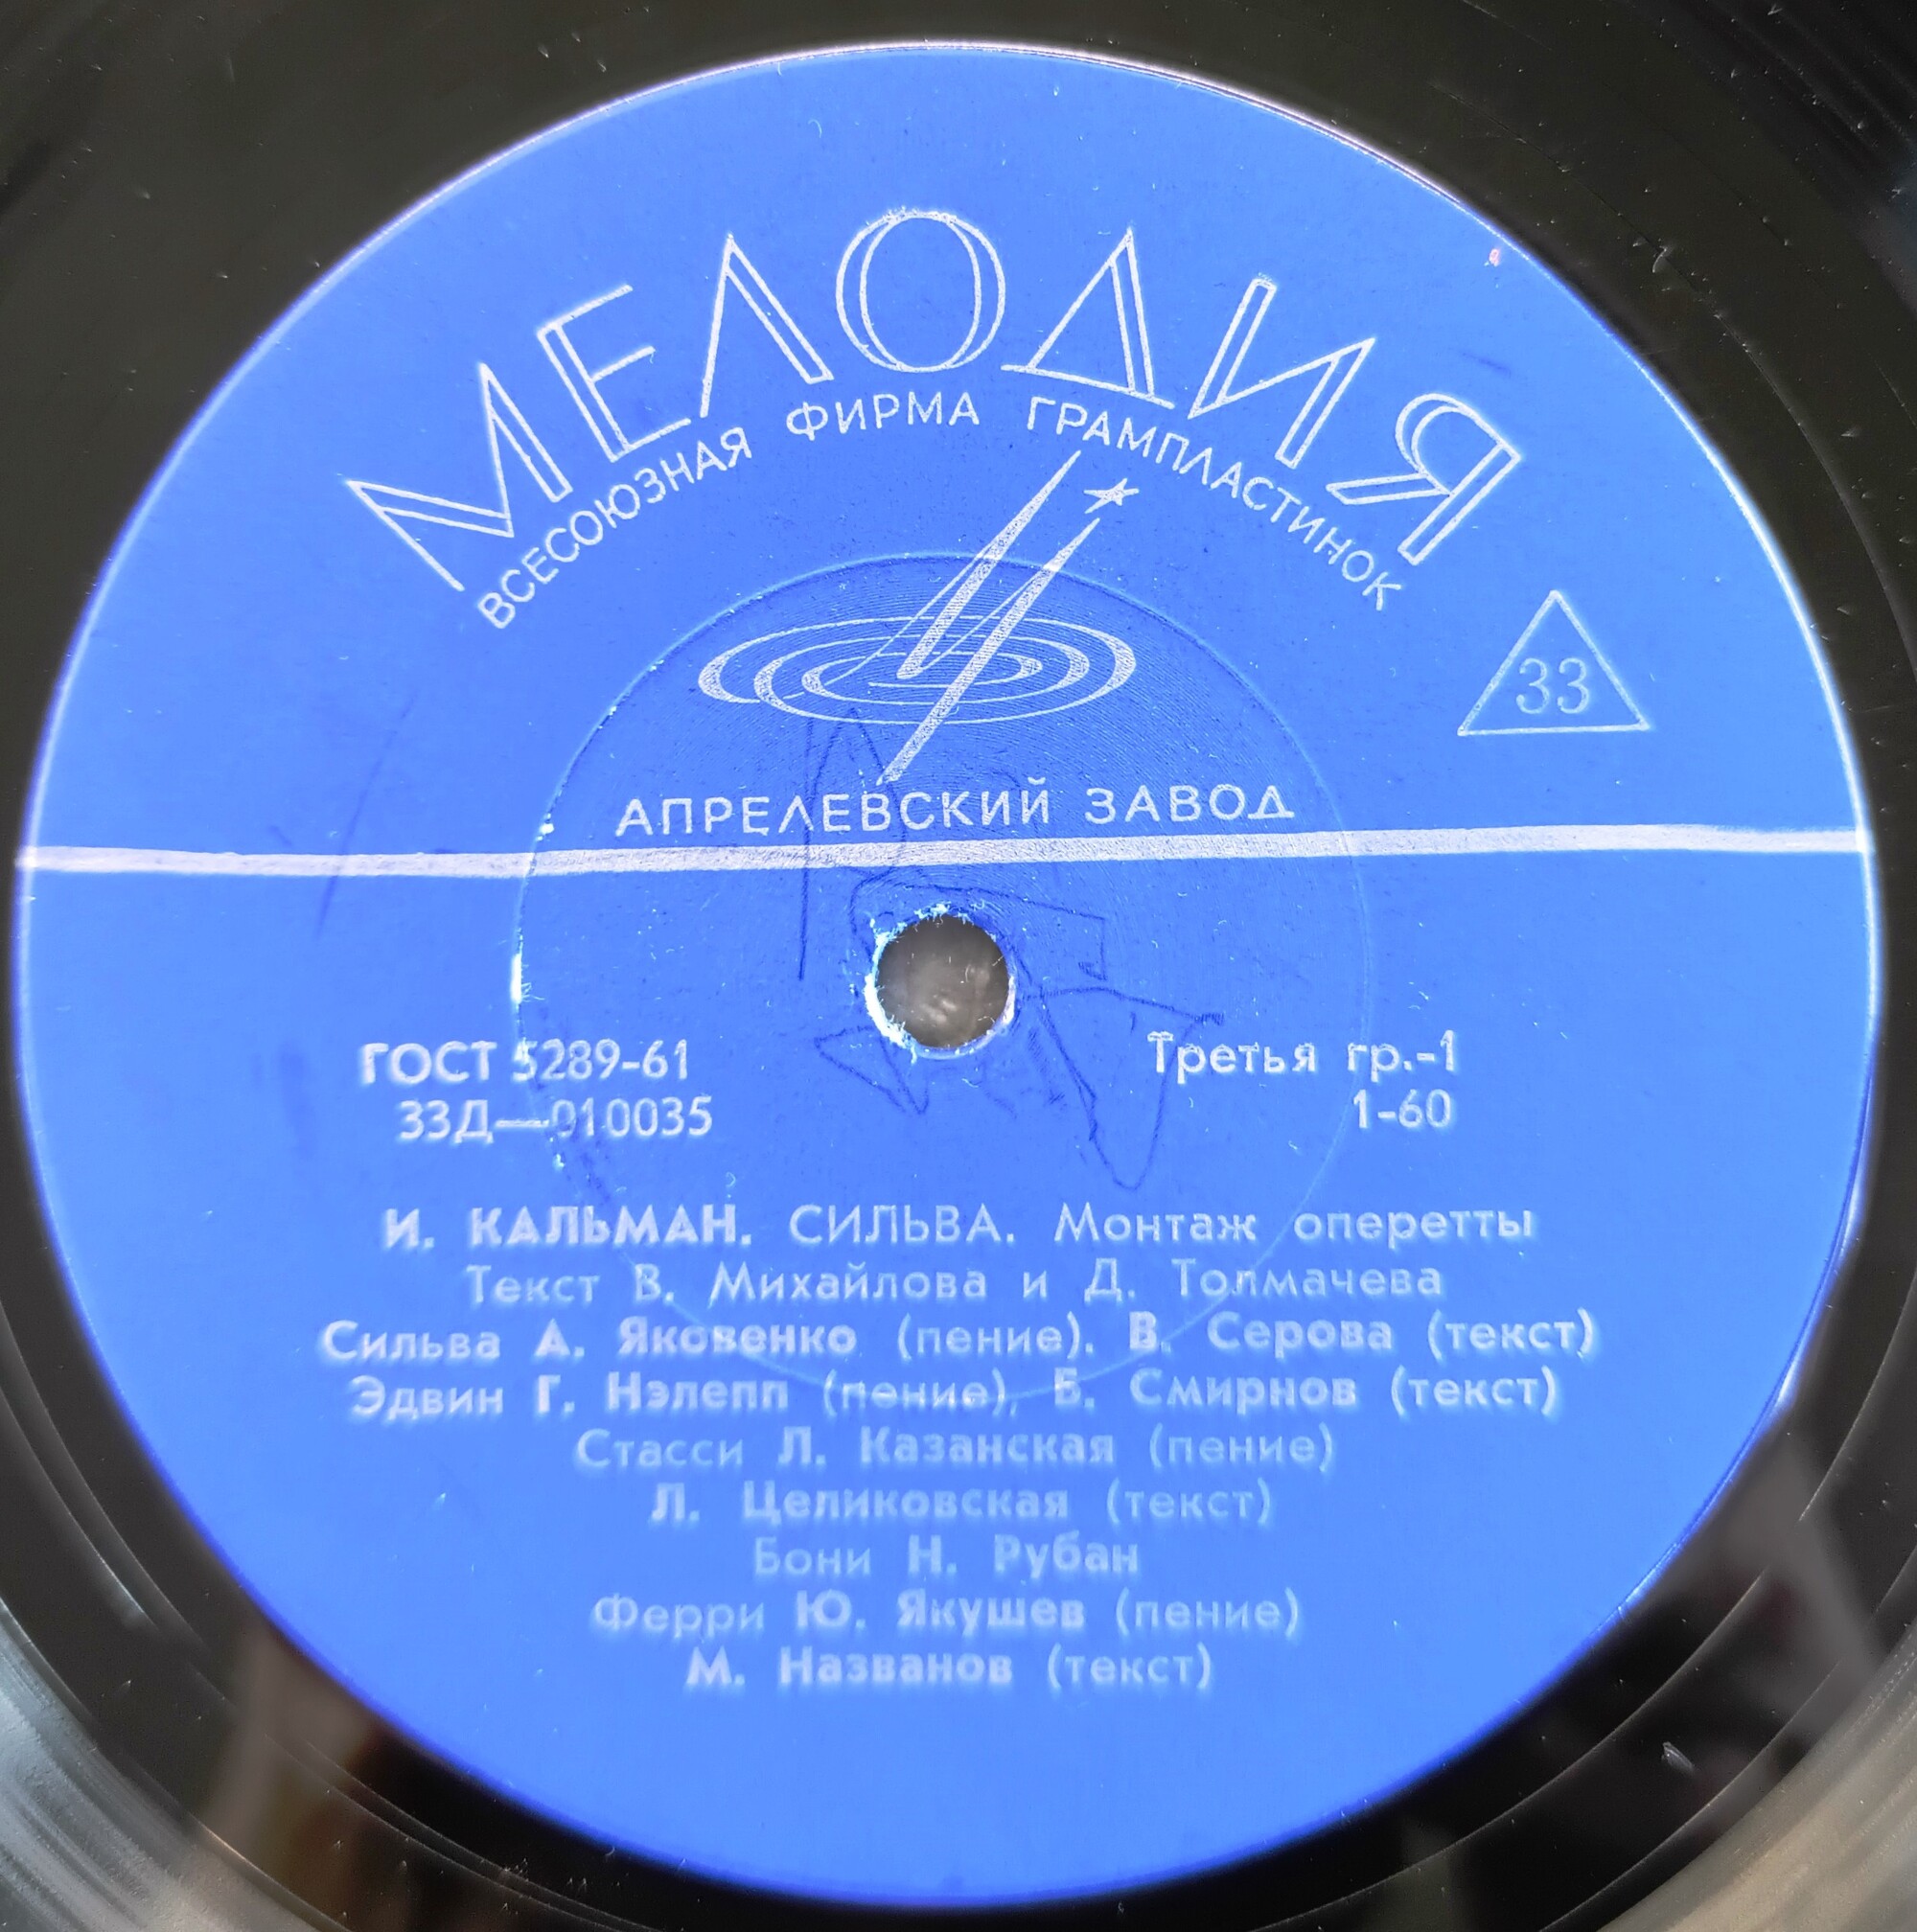 МЕЛОДИЯ
ВСЕСОЮЗНАЯ ФИРМА ГРАМПЛАСТИНОК
33
АПРЕЛЕВСКИЙ ЗАВОД
ГОСТ 5289-61
Третья гр.-1
33Д—010035
1-60
И. КАЛЬМАН. СИЛЬВА. Монтаж оперетты
Текст В. Михайлова и Д. Толмачева
Сильва А. Яковенко (пение). В. Серова (текст)
Эдвин Г. Нэлепп (пение), Б. Смирнов (текст)
Стасси Л. Казанская (пение)
Л. Целиковская (текст)
Бони Н. Рубан
Ферри Ю. Якушев (пение)
М. Названов (текст)